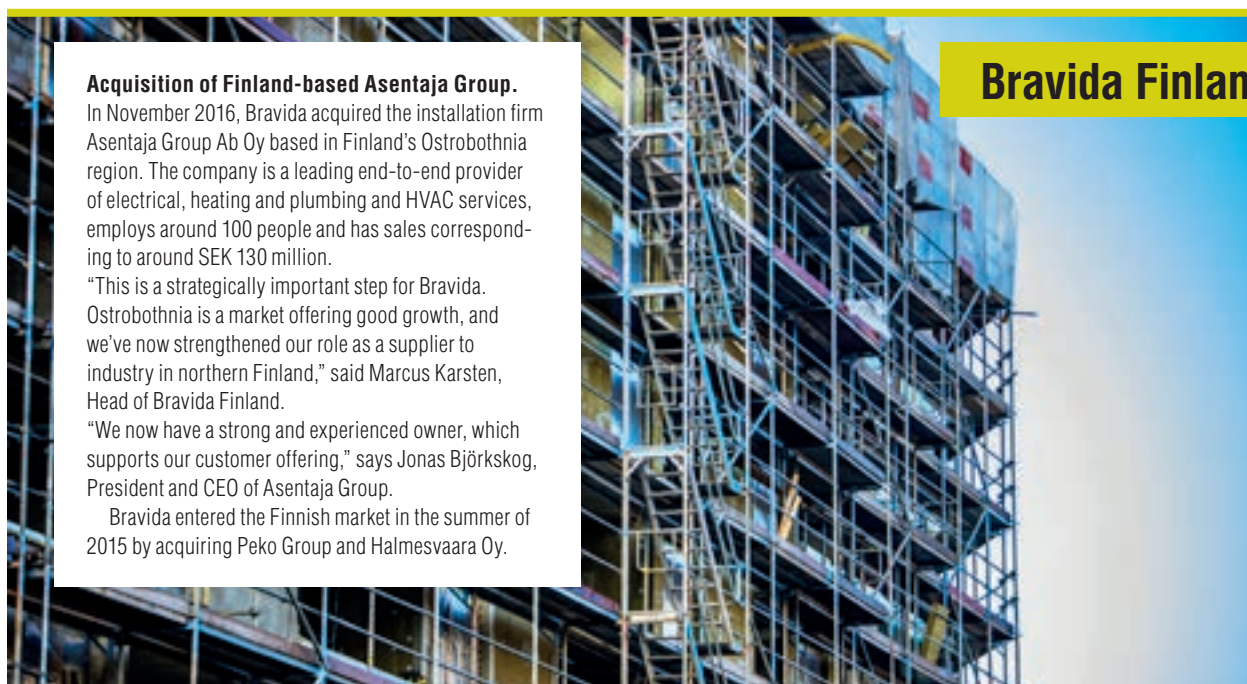 Acquisition of Finland-based Asentaja Group.
In November 2016, Bravida acquired the installation firm
Asentaja Group Ab Oy based in Finland's Ostrobothnia
region. The company is a leading end-to-end provider
of electrical, heating and plumbing and HVAC services,
employs around 100 people and has sales correspond-
ing to around SEK 130 million.
“This is a strategically important step for Bravida.
Ostrobothnia is a market offering good growth, and
we've now strengthened our role as a supplier to
industry in northern Finland,” said Marcus Karsten,
Head of Bravida Finland.
“We now have a strong and experienced owner, which
supports our customer offering,” says Jonas Björkskog,
President and CEO of Asentaja Group.
Bravida entered the Finnish market in the summer of
2015 by acquiring Peko Group and Halmesvaara Oy.
Bravida Finlan